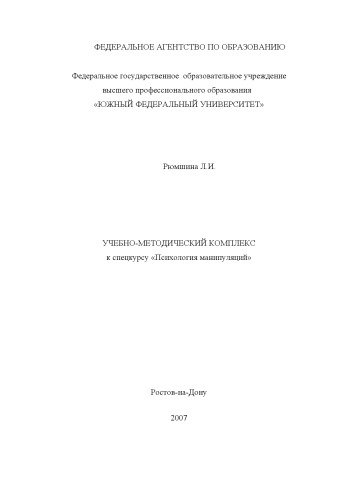 ФЕДЕРАЛЬНОЕ АГЕНТСТВО ПО ОБРАЗОВАНИЮ
Федеральное государственное образовательное учреждение
высшего профессионального образования
«ЮЖНЫЙ ФЕДЕРАЛЬНЫЙ УНИВЕРСИТЕТ»
Рюмшина Л.И.
УЧЕБНО-МЕТОДИЧЕСКИЙ КОМПЛЕКС
к спецкурсу «Психология манипуляций»
Ростов-на-Дону
2007